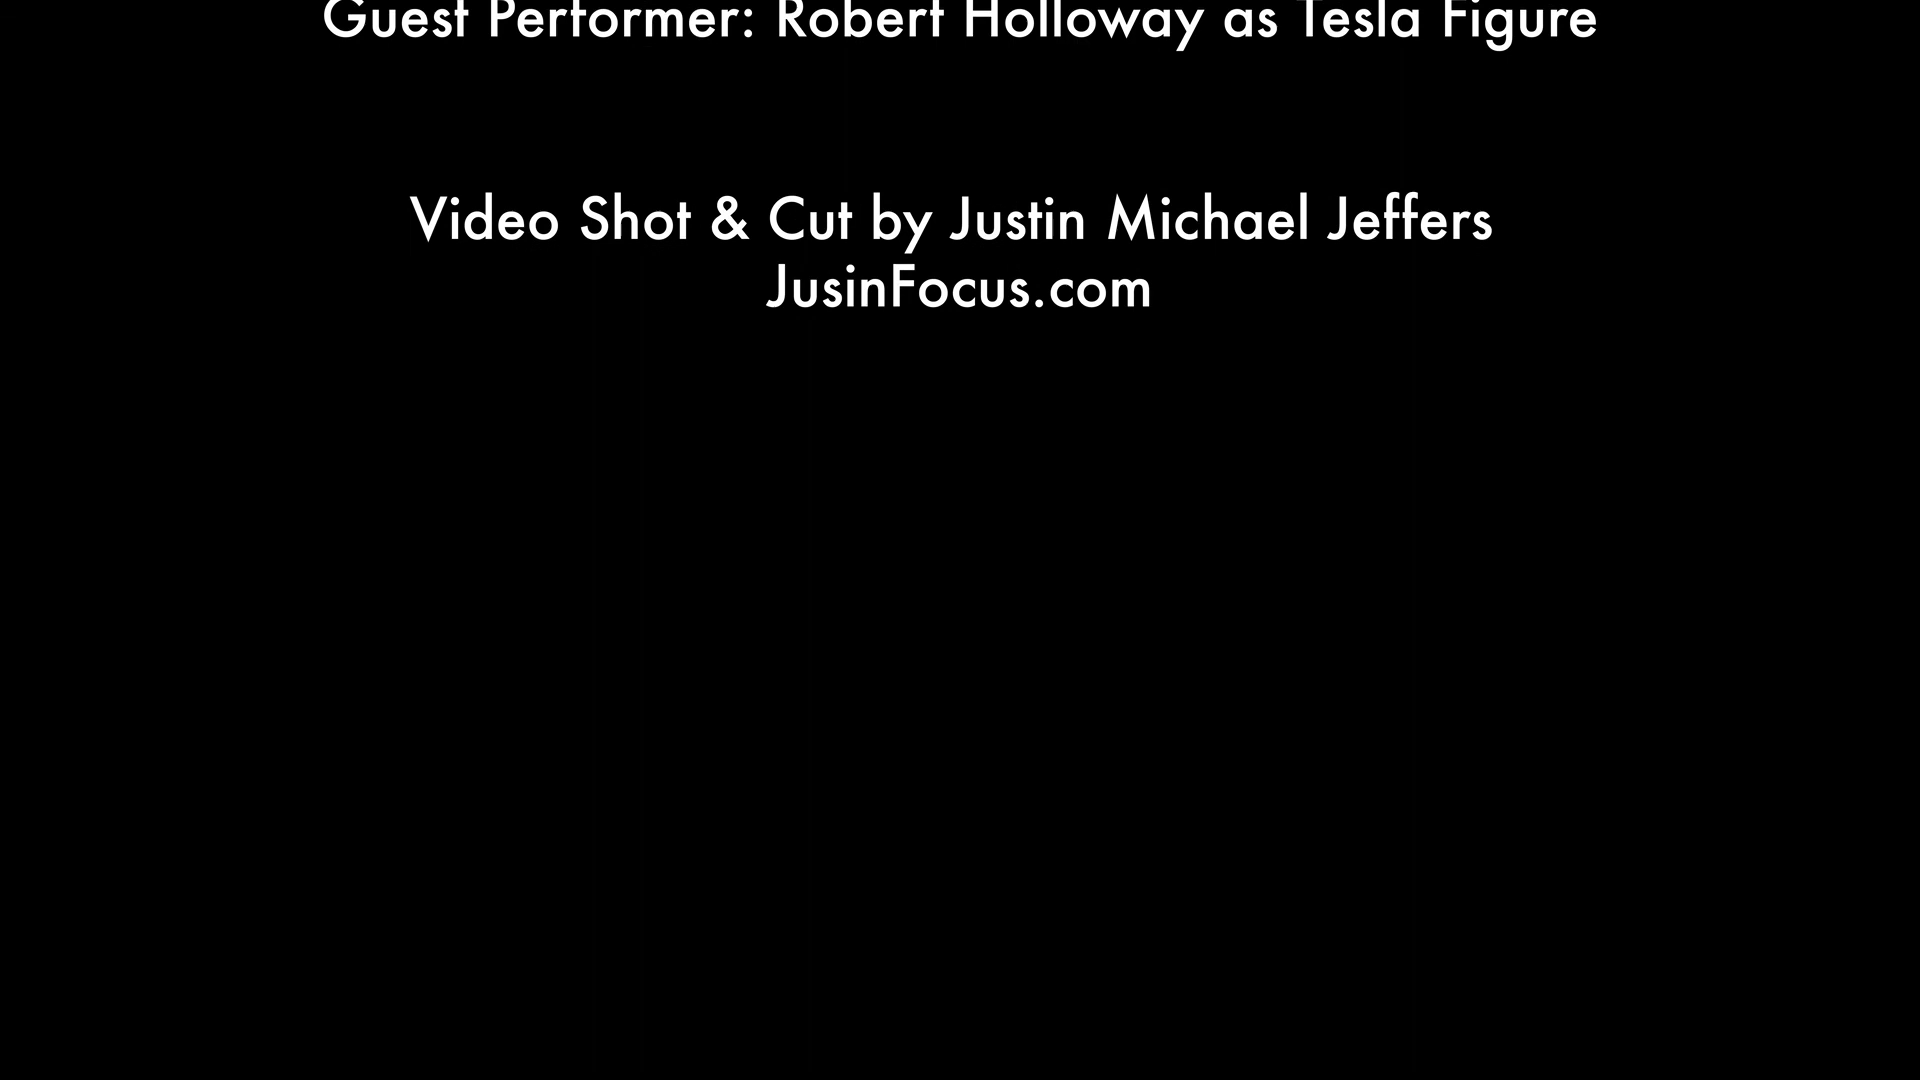 Guest Performer: Robert Holloway as Tesla Figure
Video Shot & Cut by Justin Michael Jeffers
JusinFocus.com